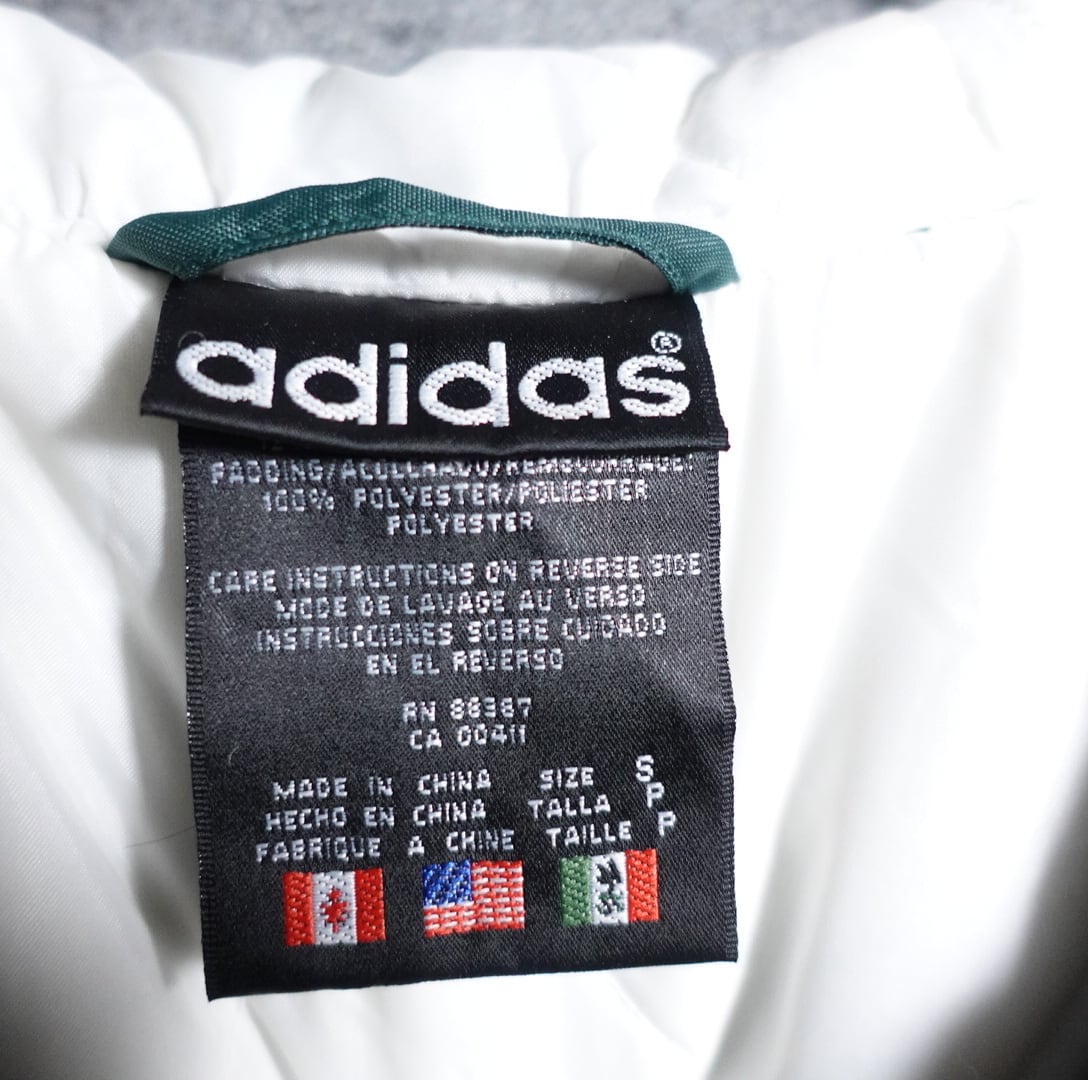 adidas®
100% POLYESTER/POLIESTER
POLYESTER
CARE INSTRUCTIONS ON REVERSE SIDE
MODE DE LAVAGE AU VERSO
INSTRUCCIONES SOBRE CUIDADO
EN EL REVERSO
RN 88387
CA 00411
MADE IN CHINA SIZE S
HECHO EN CHINA TALLA P
FABRIQUE A CHINE TAILLE P